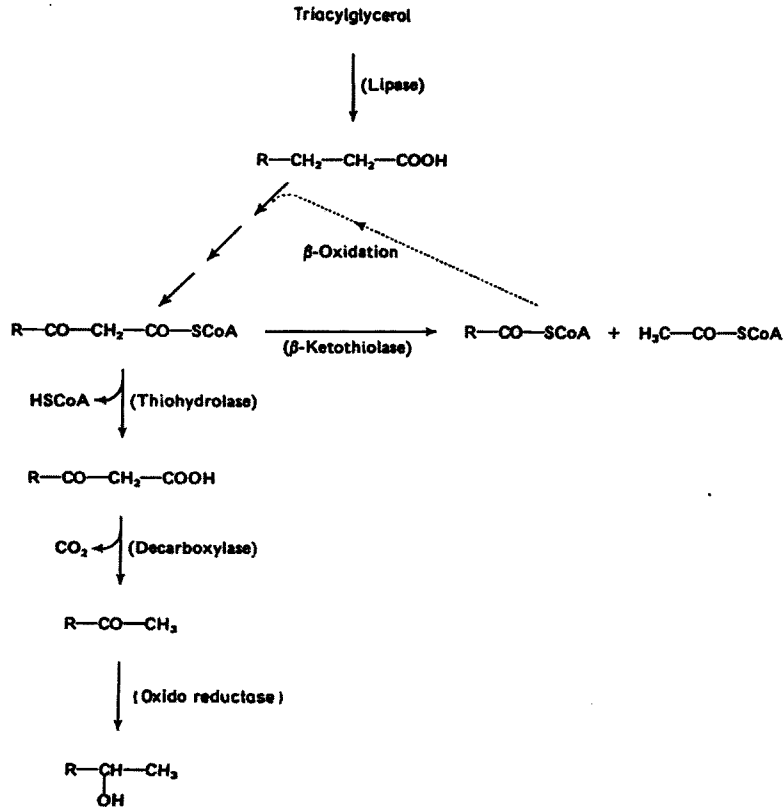 Triacylglycerol
(Lipase)
R—CH₂—CH₂—COOH
β-Oxidation
R—CO—CH₂—CO—SCoA
(β-Ketothiolase)
R—CO—SCoA + H₃C—CO—SCoA
HSCoA
(Thiohydrolase)
R—CO—CH₂—COOH
CO₂
(Decarboxylase)
R—CO—CH₃
(Oxido reductase)
R—CH—CH₃
OH